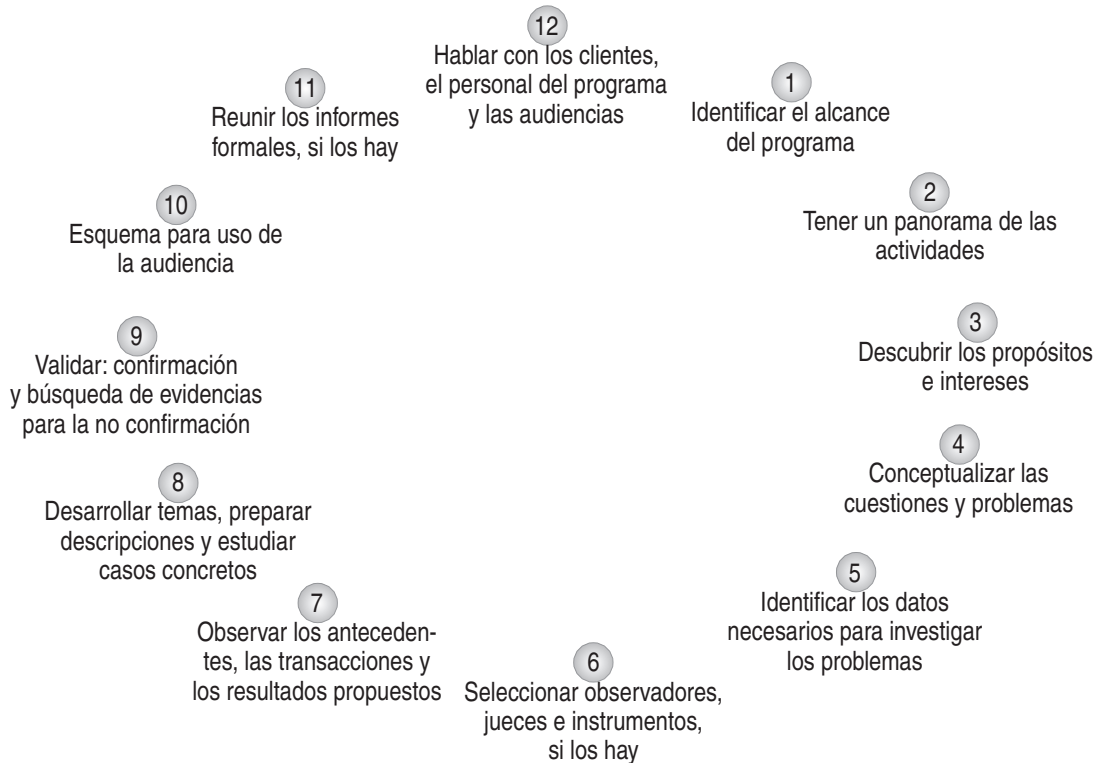 12
Hablar con los clientes,
el personal del programa
y las audiencias
1
Identificar el alcance
del programa
2
Tener un panorama de las
actividades
3
Descubrir los propósitos
e intereses
4
Conceptualizar las
cuestiones y problemas
5
Identificar los datos
necesarios para investigar
los problemas
6
Seleccionar observadores,
jueces e instrumentos,
si los hay
7
Observar los anteceden-
tes, las transacciones y
los resultados propuestos
8
Desarrollar temas, preparar
descripciones y estudiar
casos concretos
9
Validar: confirmación
y búsqueda de evidencias
para la no confirmación
10
Esquema para uso de
la audiencia
11
Reunir los informes
formales, si los hay